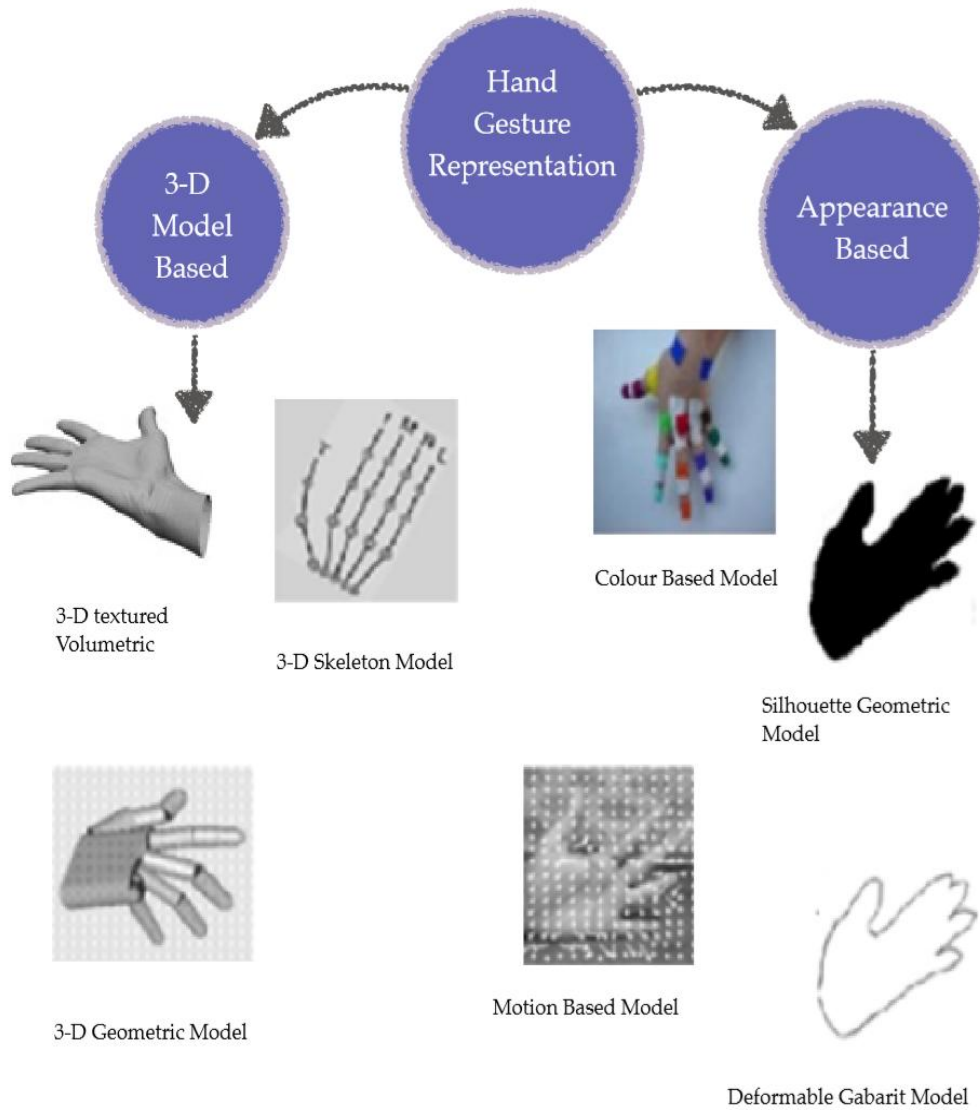 Hand
Gesture
Representation
3-D
Model
Based
Appearance
Based
3-D textured
Volumetric
3-D Skeleton Model
Colour Based Model
Silhouette Geometric
Model
3-D Geometric Model
Motion Based Model
Deformable Gabarit Model